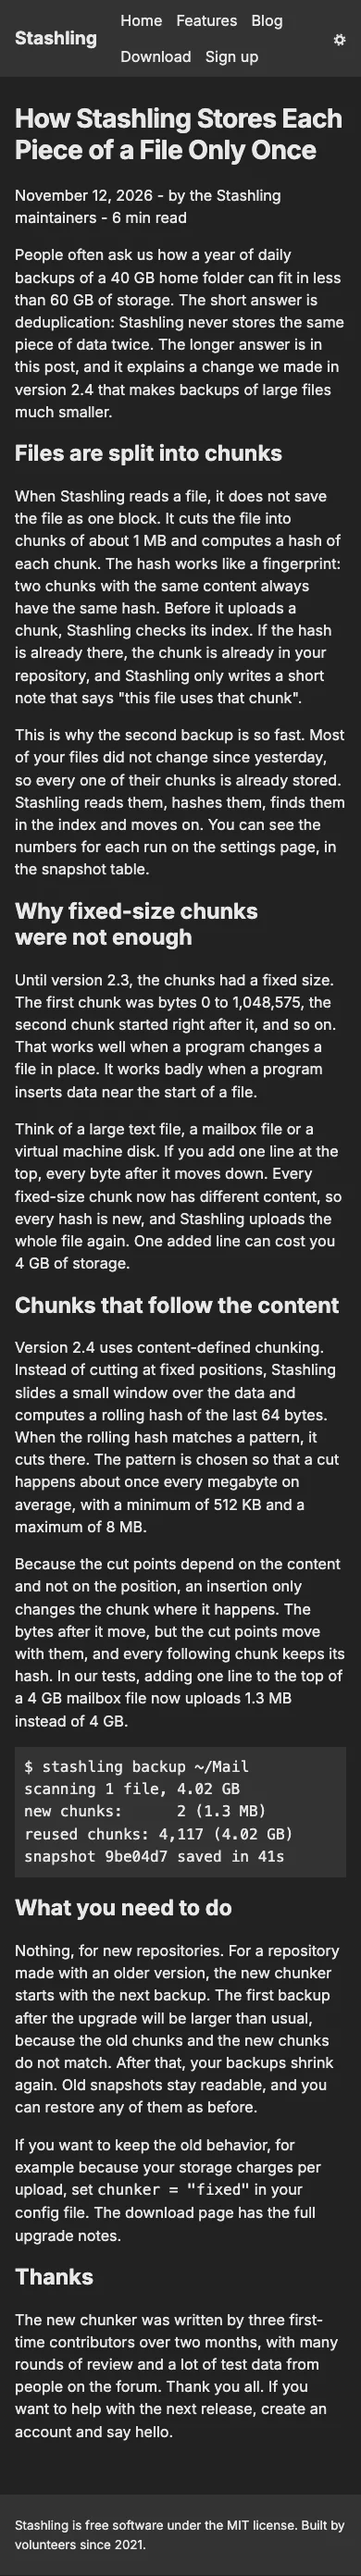 Stashling
Home Features Blog
Download Sign up
How Stashling Stores Each
Piece of a File Only Once
November 12, 2026 - by the Stashling
maintainers - 6 min read
People often ask us how a year of daily
backups of a 40 GB home folder can fit in less
than 60 GB of storage. The short answer is
deduplication: Stashling never stores the same
piece of data twice. The longer answer is in
this post, and it explains a change we made in
version 2.4 that makes backups of large files
much smaller.
Files are split into chunks
When Stashling reads a file, it does not save
the file as one block. It cuts the file into
chunks of about 1 MB and computes a hash of
each chunk. The hash works like a fingerprint:
two chunks with the same content always
have the same hash. Before it uploads a
chunk, Stashling checks its index. If the hash
is already there, the chunk is already in your
repository, and Stashling only writes a short
note that says "this file uses that chunk".
This is why the second backup is so fast. Most
of your files did not change since yesterday,
so every one of their chunks is already stored.
Stashling reads them, hashes them, finds them
in the index and moves on. You can see the
numbers for each run on the settings page, in
the snapshot table.
Why fixed-size chunks
were not enough
Until version 2.3, the chunks had a fixed size.
The first chunk was bytes 0 to 1,048,575, the
second chunk started right after it, and so on.
That works well when a program changes a
file in place. It works badly when a program
inserts data near the start of a file.
Think of a large text file, a mailbox file or a
virtual machine disk. If you add one line at the
top, every byte after it moves down. Every
fixed-size chunk now has different content, so
every hash is new, and Stashling uploads the
whole file again. One added line can cost you
4 GB of storage.
Chunks that follow the content
Version 2.4 uses content-defined chunking.
Instead of cutting at fixed positions, Stashling
slides a small window over the data and
computes a rolling hash of the last 64 bytes.
When the rolling hash matches a pattern, it
cuts there. The pattern is chosen so that a cut
happens about once every megabyte on
average, with a minimum of 512 KB and a
maximum of 8 MB.
Because the cut points depend on the content
and not on the position, an insertion only
changes the chunk where it happens. The
bytes after it move, but the cut points move
with them, and every following chunk keeps its
hash. In our tests, adding one line to the top of
a 4 GB mailbox file now uploads 1.3 MB
instead of 4 GB.
$ stashling backup ~/Mail
scanning 1 file, 4.02 GB
new chunks:      2 (1.3 MB)
reused chunks: 4,117 (4.02 GB)
snapshot 9be04d7 saved in 41s
What you need to do
Nothing, for new repositories. For a repository
made with an older version, the new chunker
starts with the next backup. The first backup
after the upgrade will be larger than usual,
because the old chunks and the new chunks
do not match. After that, your backups shrink
again. Old snapshots stay readable, and you
can restore any of them as before.
If you want to keep the old behavior, for
example because your storage charges per
upload, set chunker = "fixed" in your
config file. The download page has the full
upgrade notes.
Thanks
The new chunker was written by three first-
time contributors over two months, with many
rounds of review and a lot of test data from
people on the forum. Thank you all. If you
want to help with the next release, create an
account and say hello.
Stashling is free software under the MIT license. Built by
volunteers since 2021.